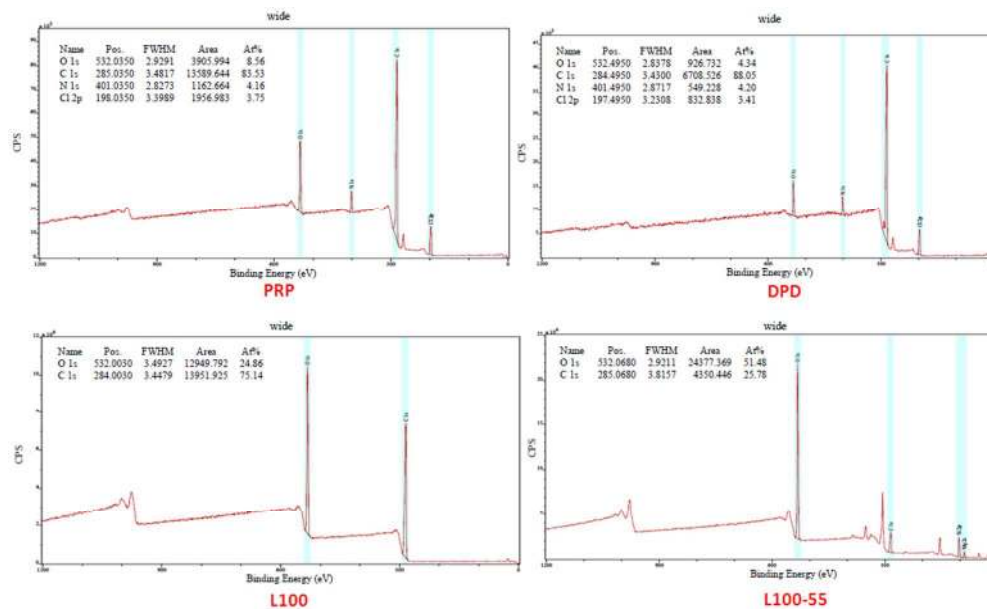 wide
Name Pos. FWHM Area At%
O 1s 532.0350 2.9291 3905.994 8.56
C 1s 285.0350 3.4817 13589.644 83.53
N 1s 401.0350 2.8273 1162.664 4.16
Cl 2p 198.0350 3.3989 1956.983 3.75
CPS
Binding Energy (eV)
PRP
wide
Name Pos. FWHM Area At%
O 1s 532.4950 2.8378 926.732 4.34
C 1s 284.4950 3.4300 6708.526 88.05
N 1s 401.4950 2.8717 549.228 4.20
Cl 2p 197.4950 3.2308 832.838 3.41
CPS
Binding Energy (eV)
DPD
wide
Name Pos. FWHM Area At%
O 1s 532.0030 3.4927 12949.792 24.86
C 1s 284.0030 3.4479 13951.925 75.14
CPS
Binding Energy (eV)
L100
wide
Name Pos. FWHM Area At%
O 1s 532.0680 2.9211 24377.369 51.48
C 1s 285.0680 3.8157 4350.446 25.78
CPS
Binding Energy (eV)
L100-55